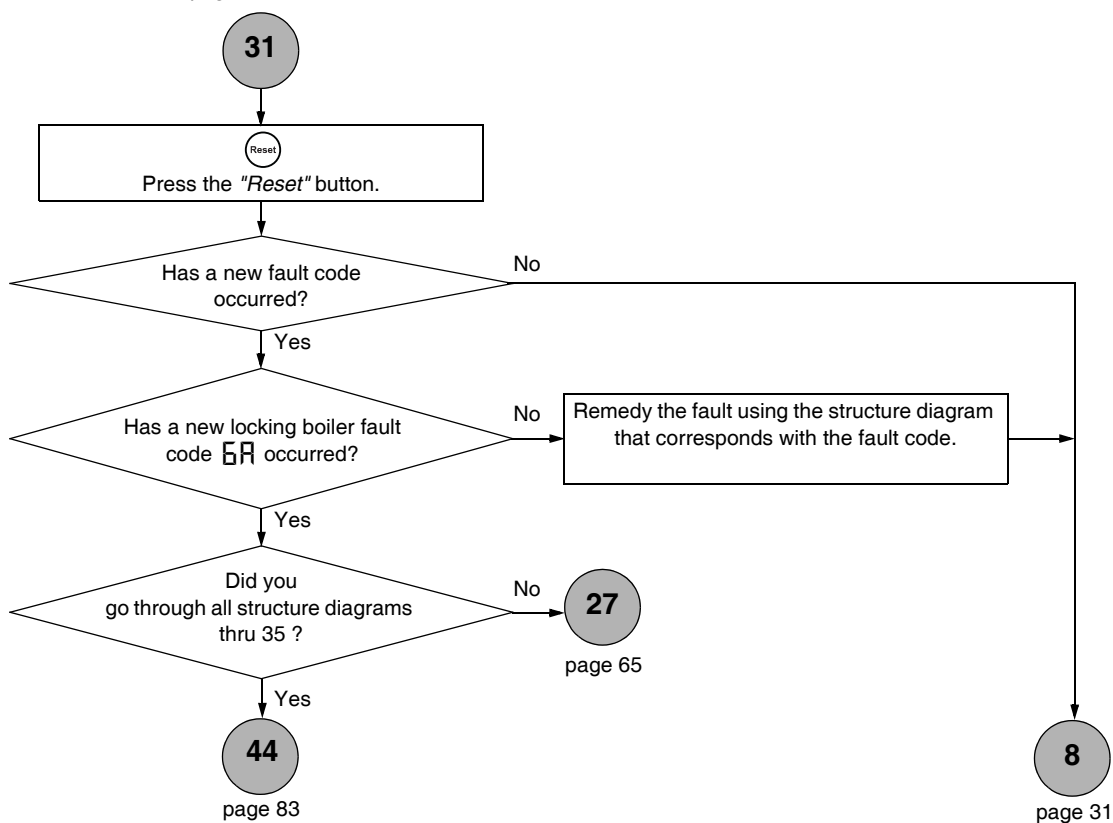 31
Reset
Press the "Reset" button.
Has a new fault code
occurred?
No
Yes
Has a new locking boiler fault
code 6A occurred?
No
Remedy the fault using the structure diagram
that corresponds with the fault code.
Yes
Did you
go through all structure diagrams
thru 35 ?
No
27
page 65
Yes
44
page 83
8
page 31